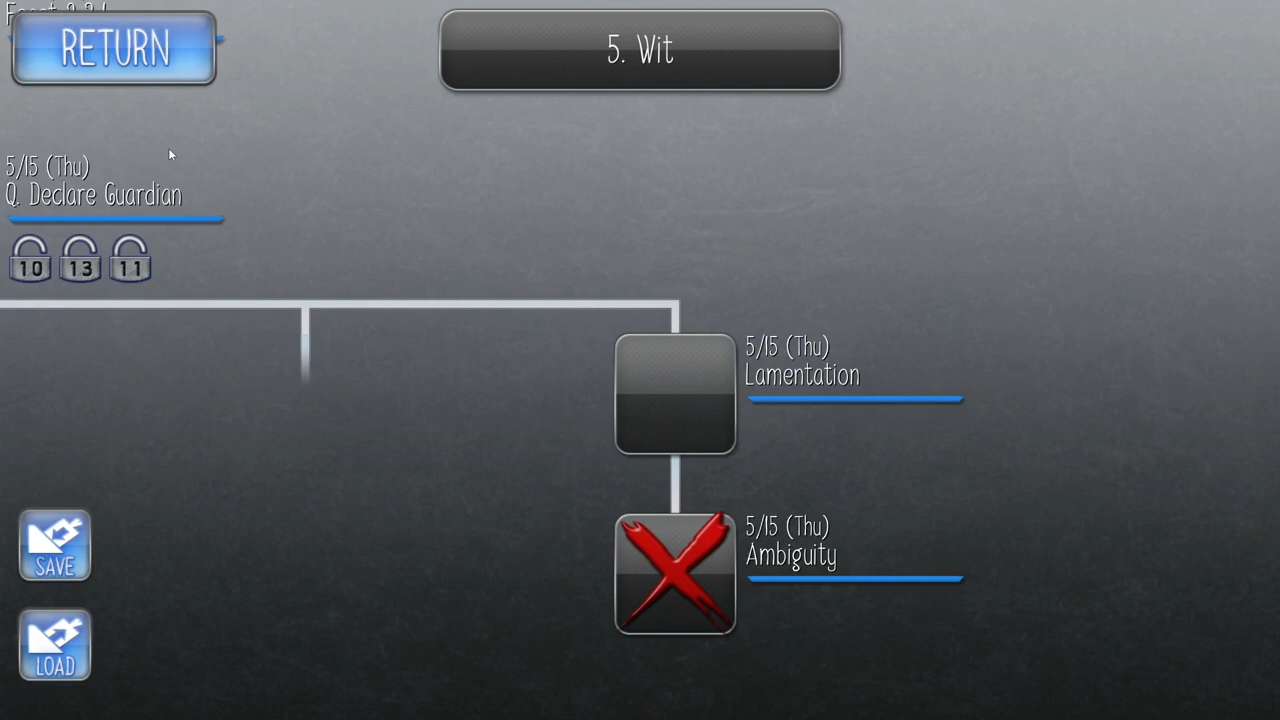 RETURN
5. Wit
5/15 (Thu)
Q. Declare Guardian
10 13 11
5/15 (Thu)
Lamentation
5/15 (Thu)
Ambiguity
SAVE
LOAD